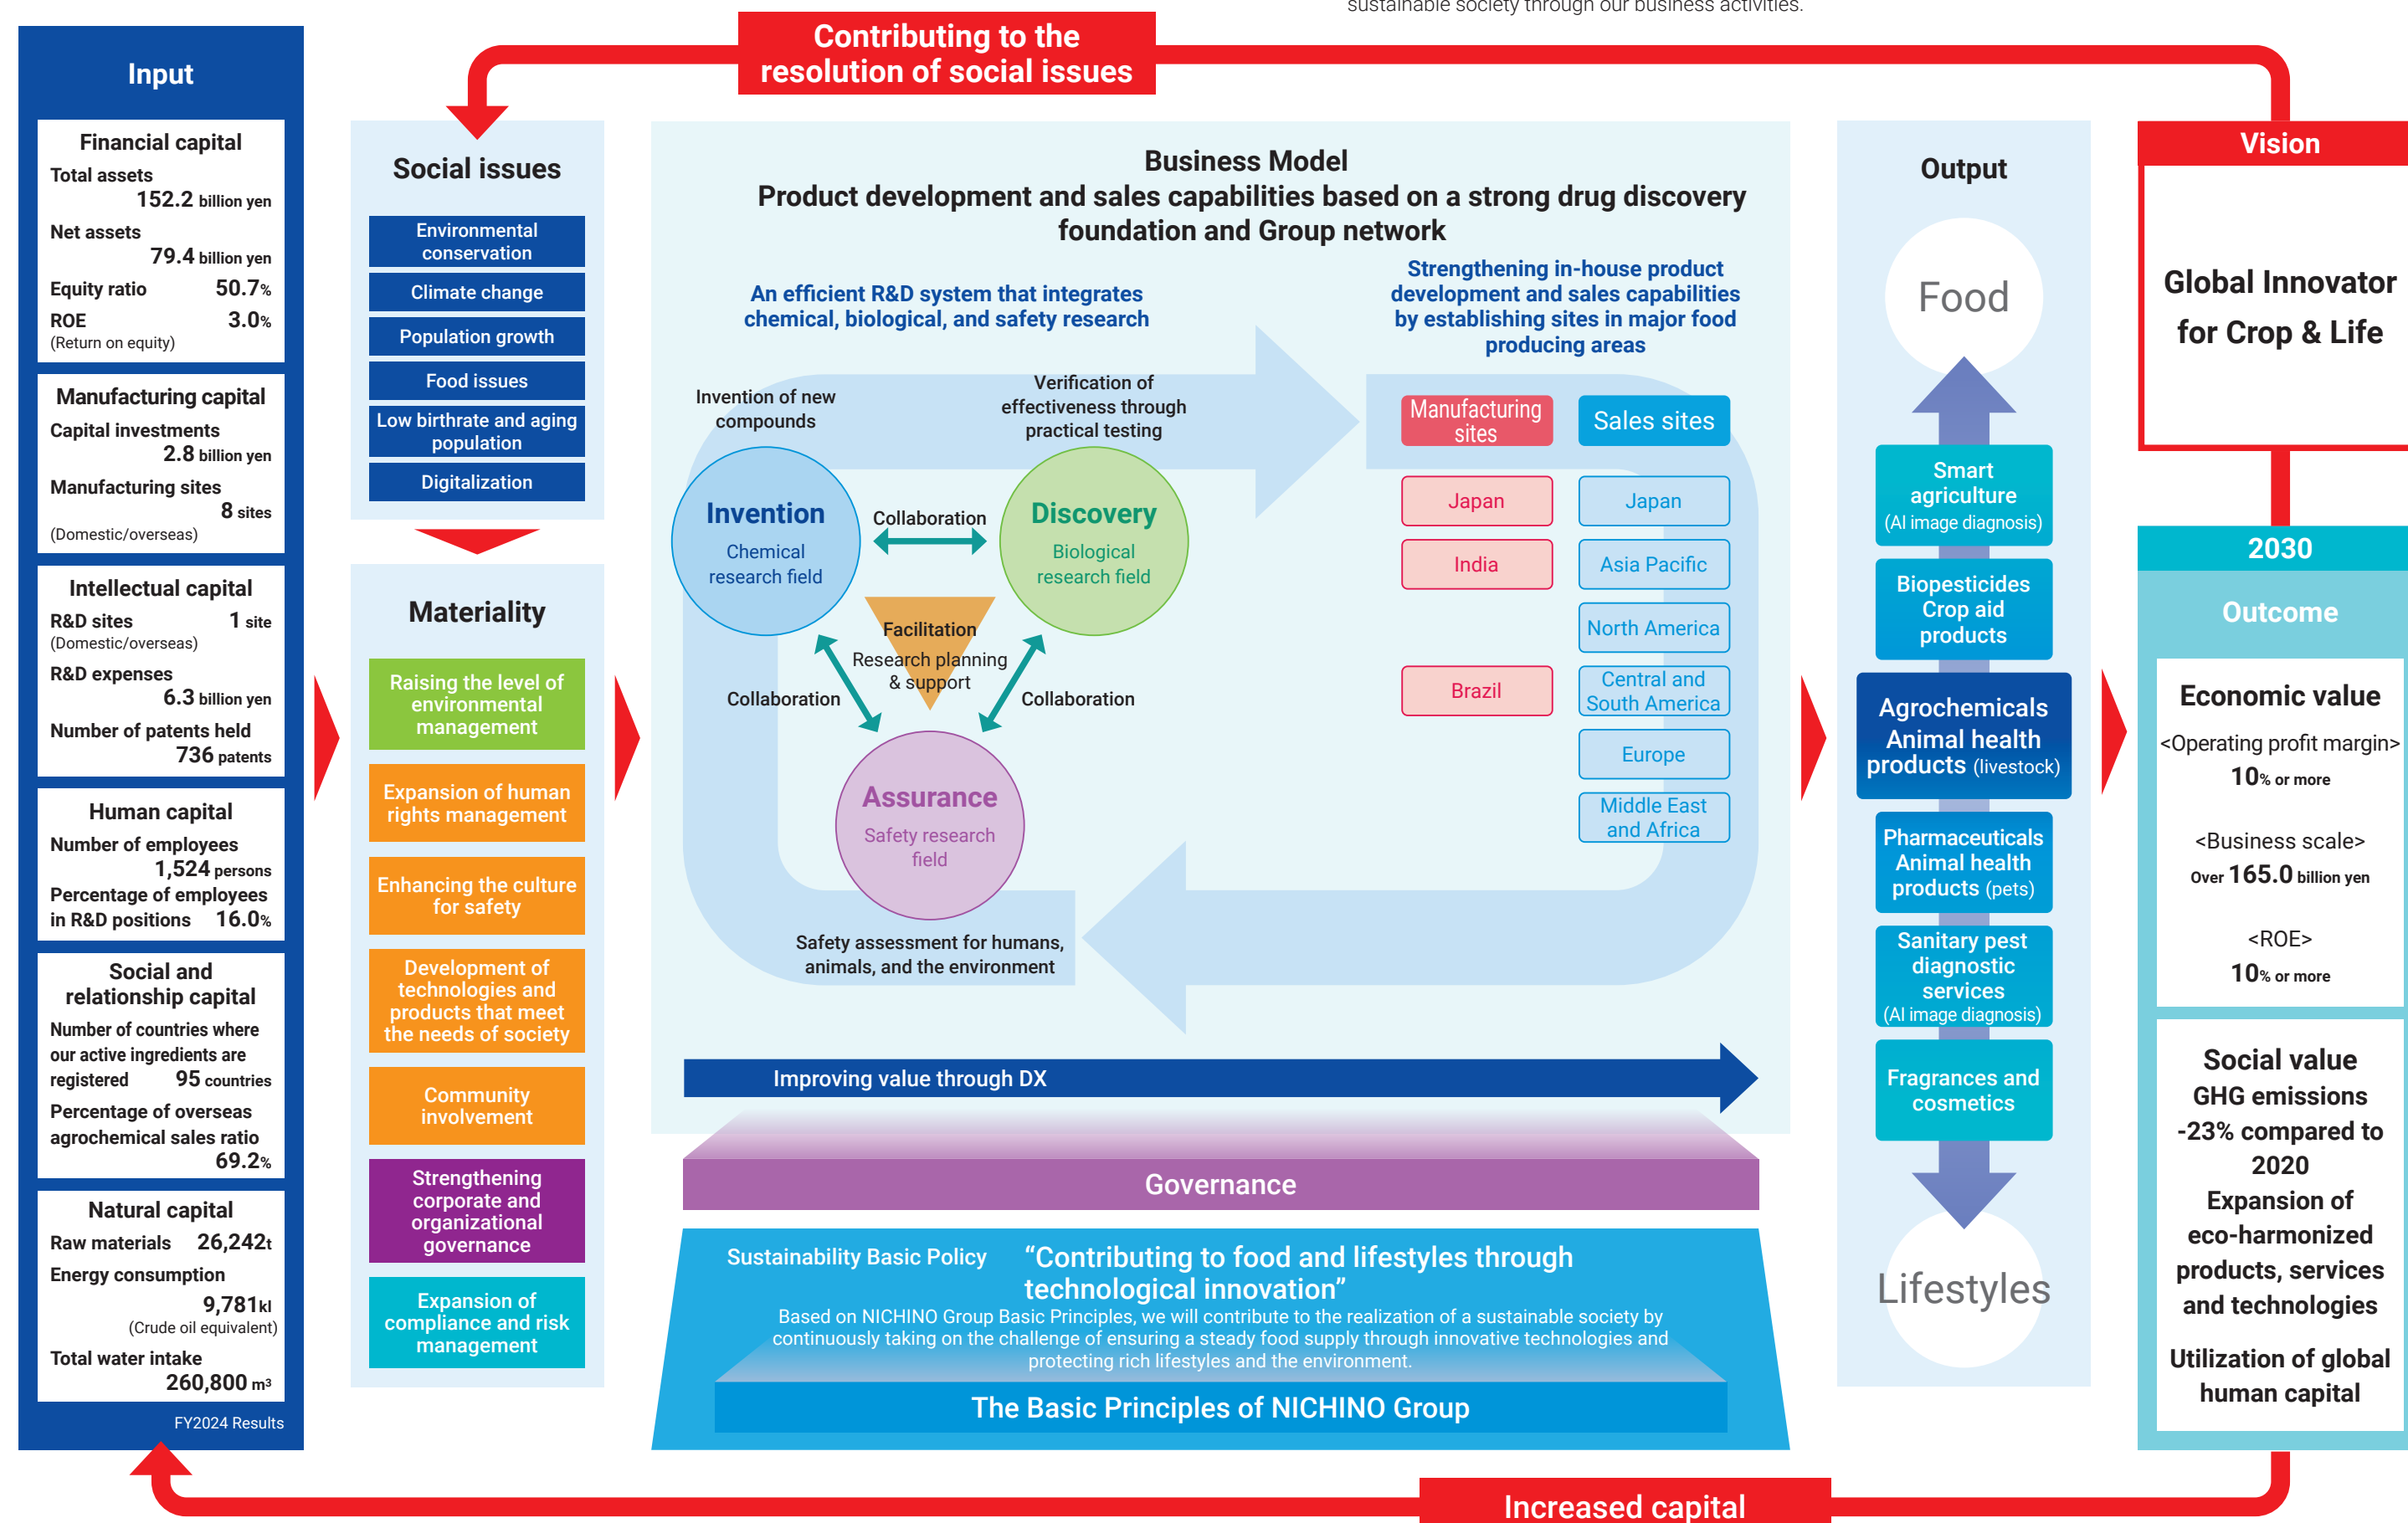 sustainable society through our business activities.
Contributing to the
resolution of social issues
Input
Financial capital
Total assets
152.2 billion yen
Net assets
79.4 billion yen
Equity ratio 50.7%
ROE 3.0%
(Return on equity)
Manufacturing capital
Capital investments
2.8 billion yen
Manufacturing sites
8 sites
(Domestic/overseas)
Intellectual capital
R&D sites 1 site
(Domestic/overseas)
R&D expenses
6.3 billion yen
Number of patents held
736 patents
Human capital
Number of employees
1,524 persons
Percentage of employees
in R&D positions 16.0%
Social and
relationship capital
Number of countries where
our active ingredients are
registered 95 countries
Percentage of overseas
agrochemical sales ratio
69.2%
Natural capital
Raw materials 26,242t
Energy consumption
9,781kl
(Crude oil equivalent)
Total water intake
260,800 m³
FY2024 Results
Social issues
Environmental
conservation
Climate change
Population growth
Food issues
Low birthrate and aging
population
Digitalization
Materiality
Raising the level of
environmental
management
Expansion of human
rights management
Enhancing the culture
for safety
Development of
technologies and
products that meet
the needs of society
Community
involvement
Strengthening
corporate and
organizational
governance
Expansion of
compliance and risk
management
Business Model
Product development and sales capabilities based on a strong drug discovery
foundation and Group network
An efficient R&D system that integrates
chemical, biological, and safety research
Strengthening in-house product
development and sales capabilities
by establishing sites in major food
producing areas
Invention of new
compounds
Verification of
effectiveness through
practical testing
Invention
Chemical
research field
Collaboration
Discovery
Biological
research field
Facilitation
Research planning
& support
Collaboration
Collaboration
Assurance
Safety research
field
Safety assessment for humans,
animals, and the environment
Manufacturing
sites
Japan
India
Brazil
Sales sites
Japan
Asia Pacific
North America
Central and
South America
Europe
Middle East
and Africa
Improving value through DX
Governance
Sustainability Basic Policy
“Contributing to food and lifestyles through
technological innovation”
Based on NICHINO Group Basic Principles, we will contribute to the realization of a sustainable society by
continuously taking on the challenge of ensuring a steady food supply through innovative technologies and
protecting rich lifestyles and the environment.
The Basic Principles of NICHINO Group
Output
Food
Smart
agriculture
(AI image diagnosis)
Biopesticides
Crop aid
products
Agrochemicals
Animal health
products (livestock)
Pharmaceuticals
Animal health
products (pets)
Sanitary pest
diagnostic
services
(AI image diagnosis)
Fragrances and
cosmetics
Lifestyles
Vision
Global Innovator
for Crop & Life
2030
Outcome
Economic value
<Operating profit margin>
10% or more
<Business scale>
Over 165.0 billion yen
<ROE>
10% or more
Social value
GHG emissions
-23% compared to
2020
Expansion of
eco-harmonized
products, services
and technologies
Utilization of global
human capital
Increased capital